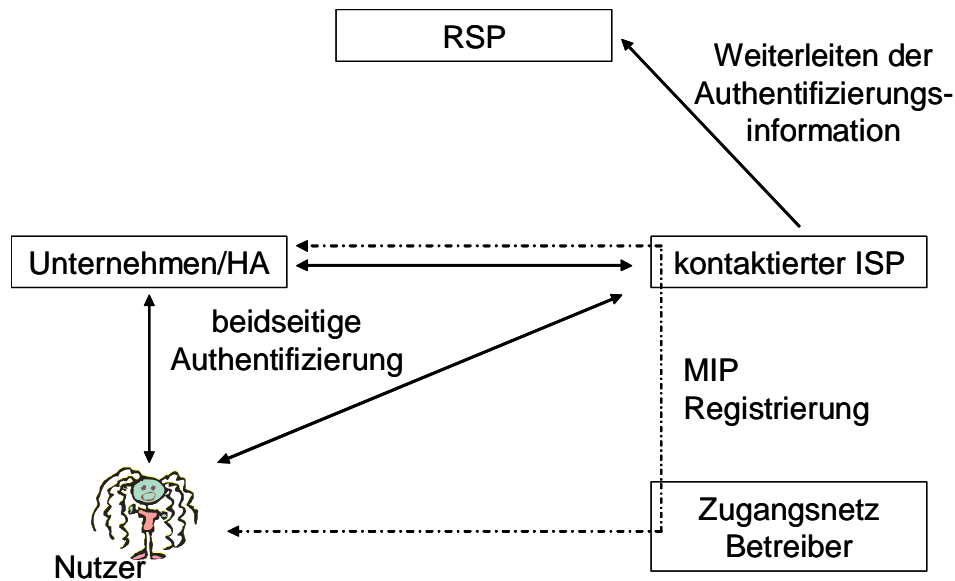 RSP
Weiterleiten der
Authentifizierungs-
information
Unternehmen/HA
kontaktierter ISP
beidseitige
Authentifizierung
MIP
Registrierung
Zugangsnetz
Betreiber
Nutzer